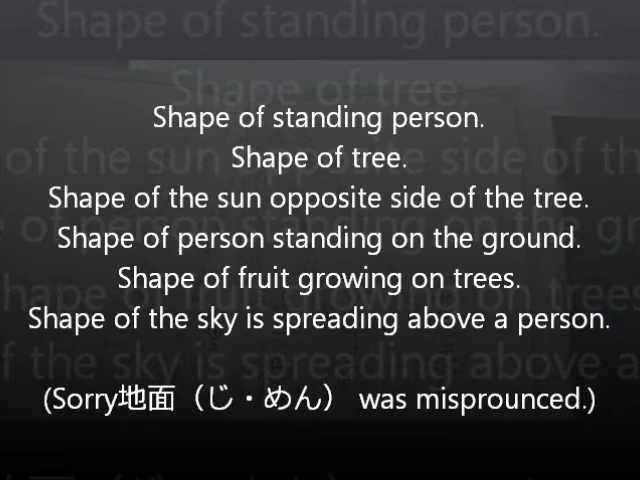 Shape of standing person.
Shape of tree.
Shape of the sun opposite side of the tree.
Shape of person standing on the ground.
Shape of fruit growing on trees.
Shape of the sky is spreading above a person.
(Sorry地面（じ・めん） was misprounced.)